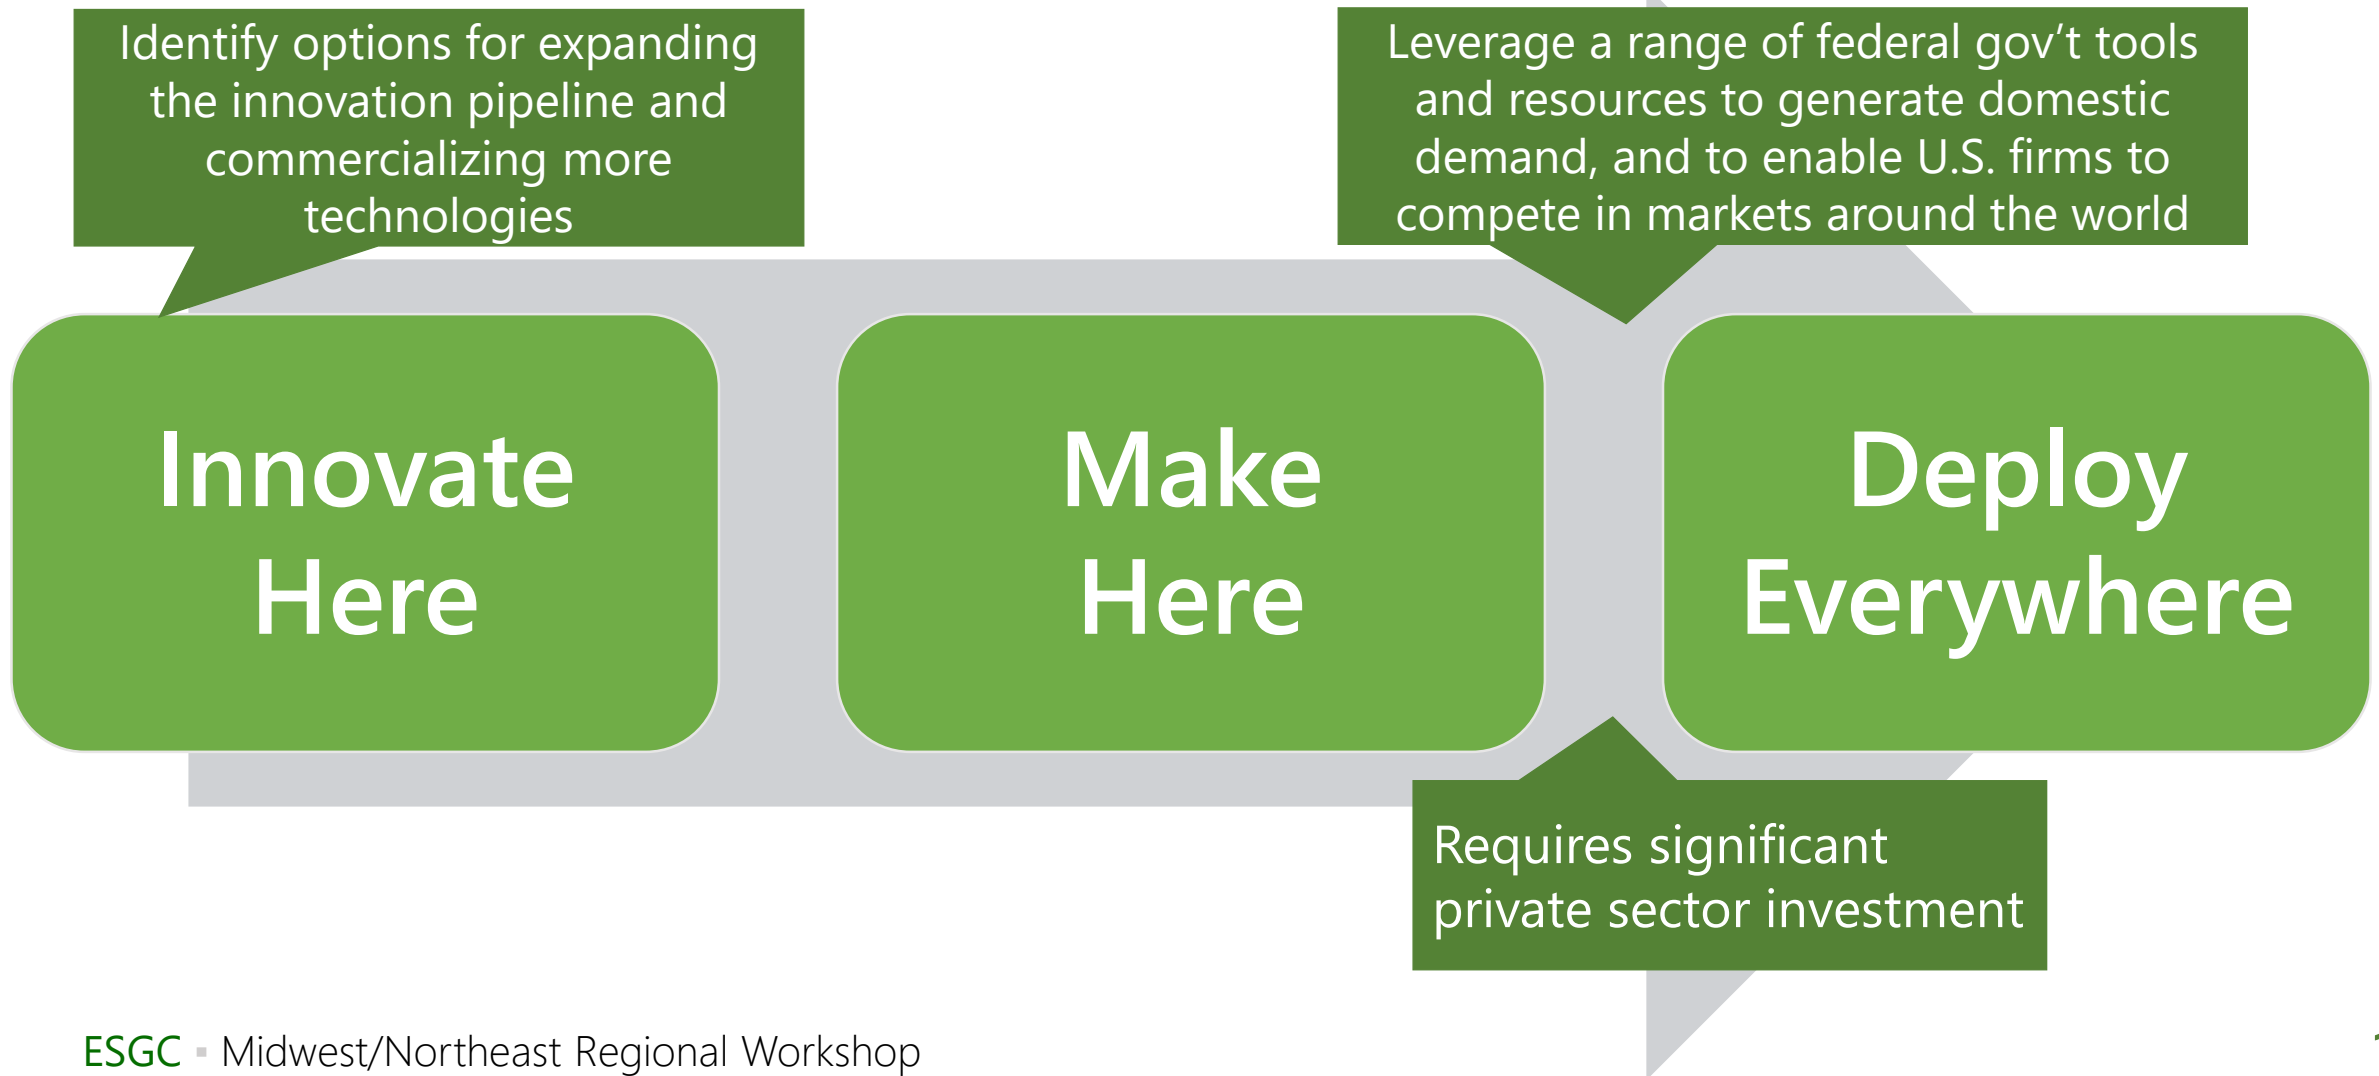 Identify options for expanding
the innovation pipeline and
commercializing more
technologies
Leverage a range of federal gov’t tools
and resources to generate domestic
demand, and to enable U.S. firms to
compete in markets around the world
Innovate
Here
Make
Here
Deploy
Everywhere
Requires significant
private sector investment
ESGC ▪ Midwest/Northeast Regional Workshop